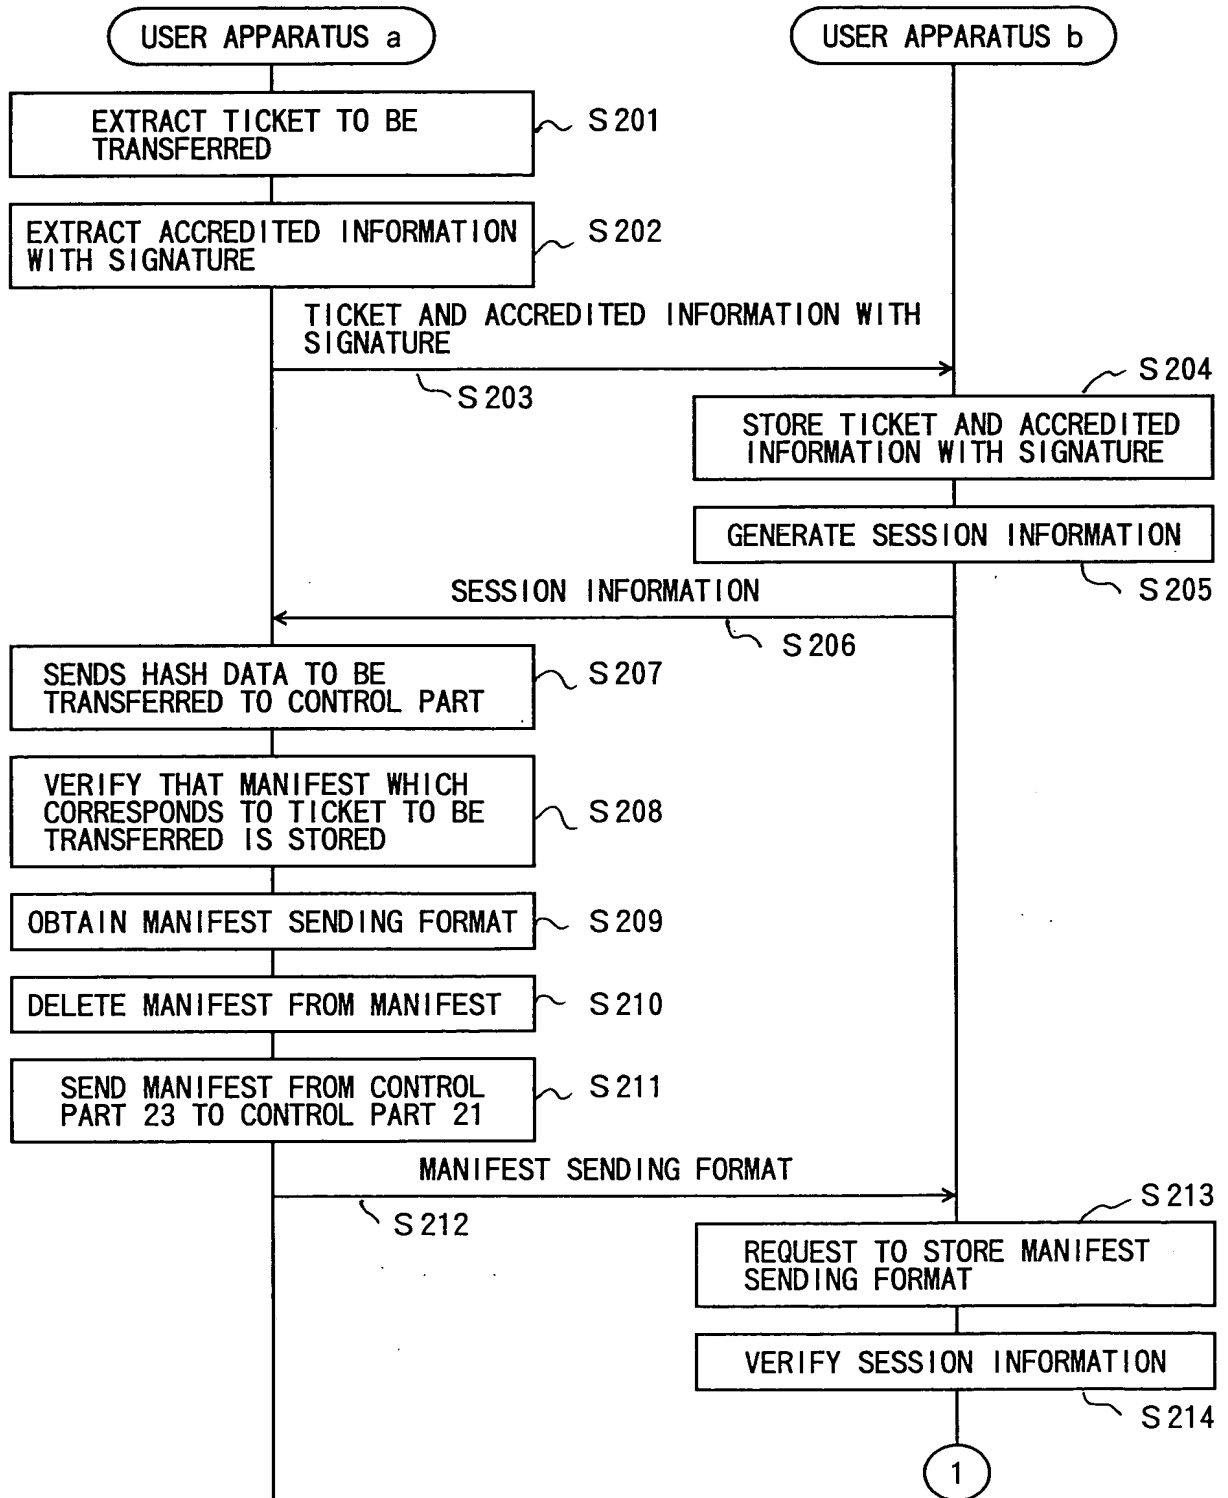 USER APPARATUS a
USER APPARATUS b
EXTRACT TICKET TO BE
TRANSFERRED
S201
EXTRACT ACCREDITED INFORMATION
WITH SIGNATURE
S202
TICKET AND ACCREDITED INFORMATION WITH
SIGNATURE
S203
S204
STORE TICKET AND ACCREDITED
INFORMATION WITH SIGNATURE
GENERATE SESSION INFORMATION
S205
SESSION INFORMATION
S206
SENDS HASH DATA TO BE
TRANSFERRED TO CONTROL PART
S207
VERIFY THAT MANIFEST WHICH
CORRESPONDS TO TICKET TO BE
TRANSFERRED IS STORED
S208
OBTAIN MANIFEST SENDING FORMAT
S209
DELETE MANIFEST FROM MANIFEST
S210
SEND MANIFEST FROM CONTROL
PART 23 TO CONTROL PART 21
S211
MANIFEST SENDING FORMAT
S212
S213
REQUEST TO STORE MANIFEST
SENDING FORMAT
VERIFY SESSION INFORMATION
S214
1